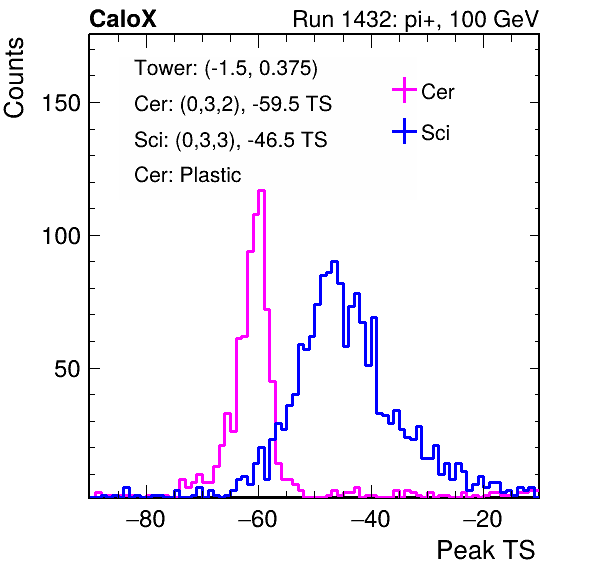 CaloX Run 1432: pi+, 100 GeV
Counts
Tower: (-1.5, 0.375)
Cer: (0,3,2), -59.5 TS
Sci: (0,3,3), -46.5 TS
Cer: Plastic
Cer
Sci
150
100
50
−80 −60 −40 −20
Peak TS